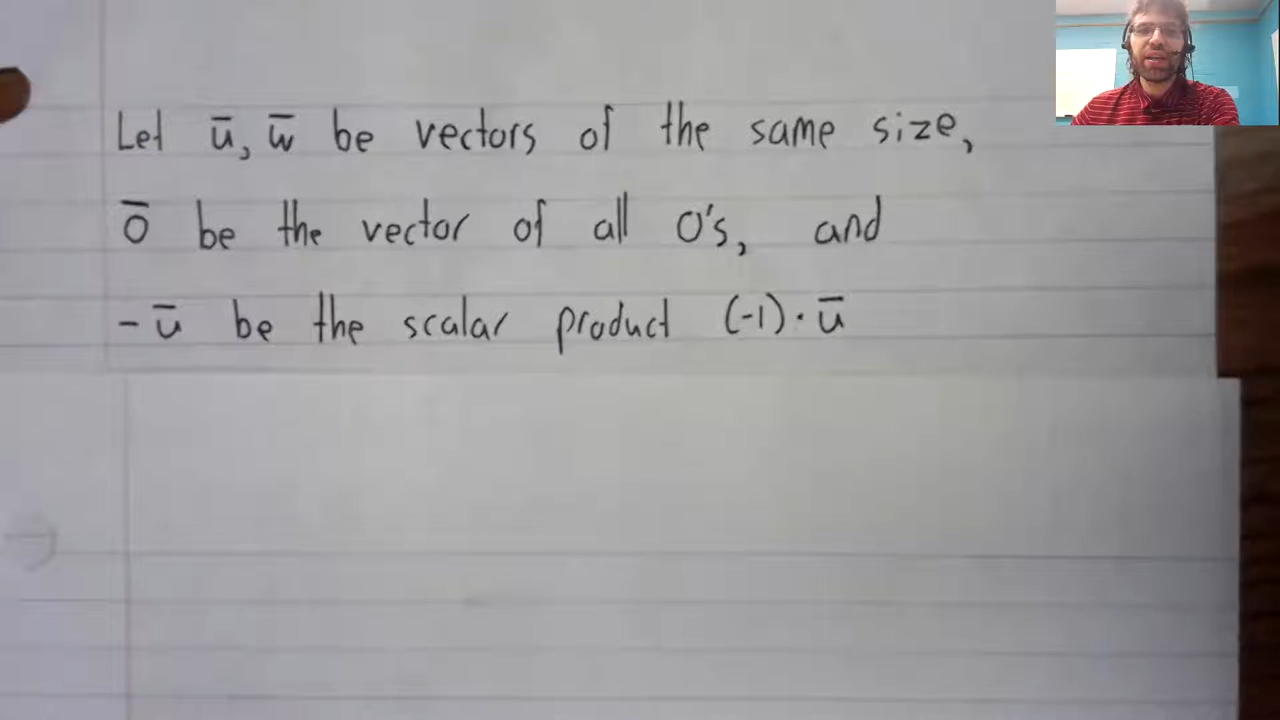 Let ū, w̄ be vectors of the same size,
0̄ be the vector of all 0's, and
-ū be the scalar product (-1)·ū